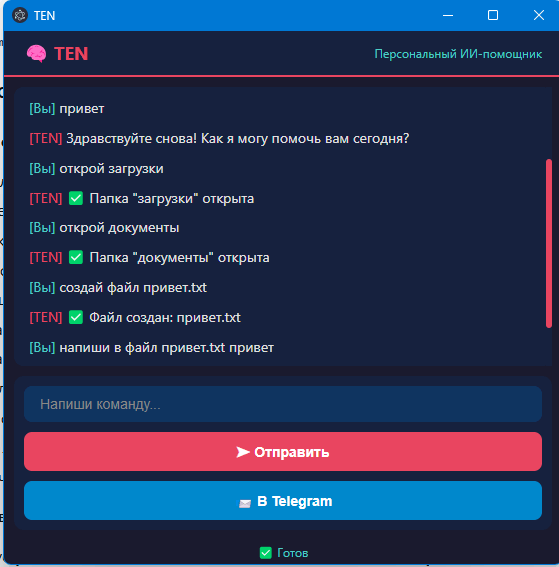 TEN
TEN
Персональный ИИ-помощник
[Вы] привет
[TEN] Здравствуйте снова! Как я могу помочь вам сегодня?
[Вы] открой загрузки
[TEN] ✅ Папка "загрузки" открыта
[Вы] открой документы
[TEN] ✅ Папка "документы" открыта
[Вы] создай файл привет.txt
[TEN] ✅ Файл создан: привет.txt
[Вы] напиши в файл привет.txt привет
Напиши команду...
➤ Отправить
📨 В Telegram
✅ Готов